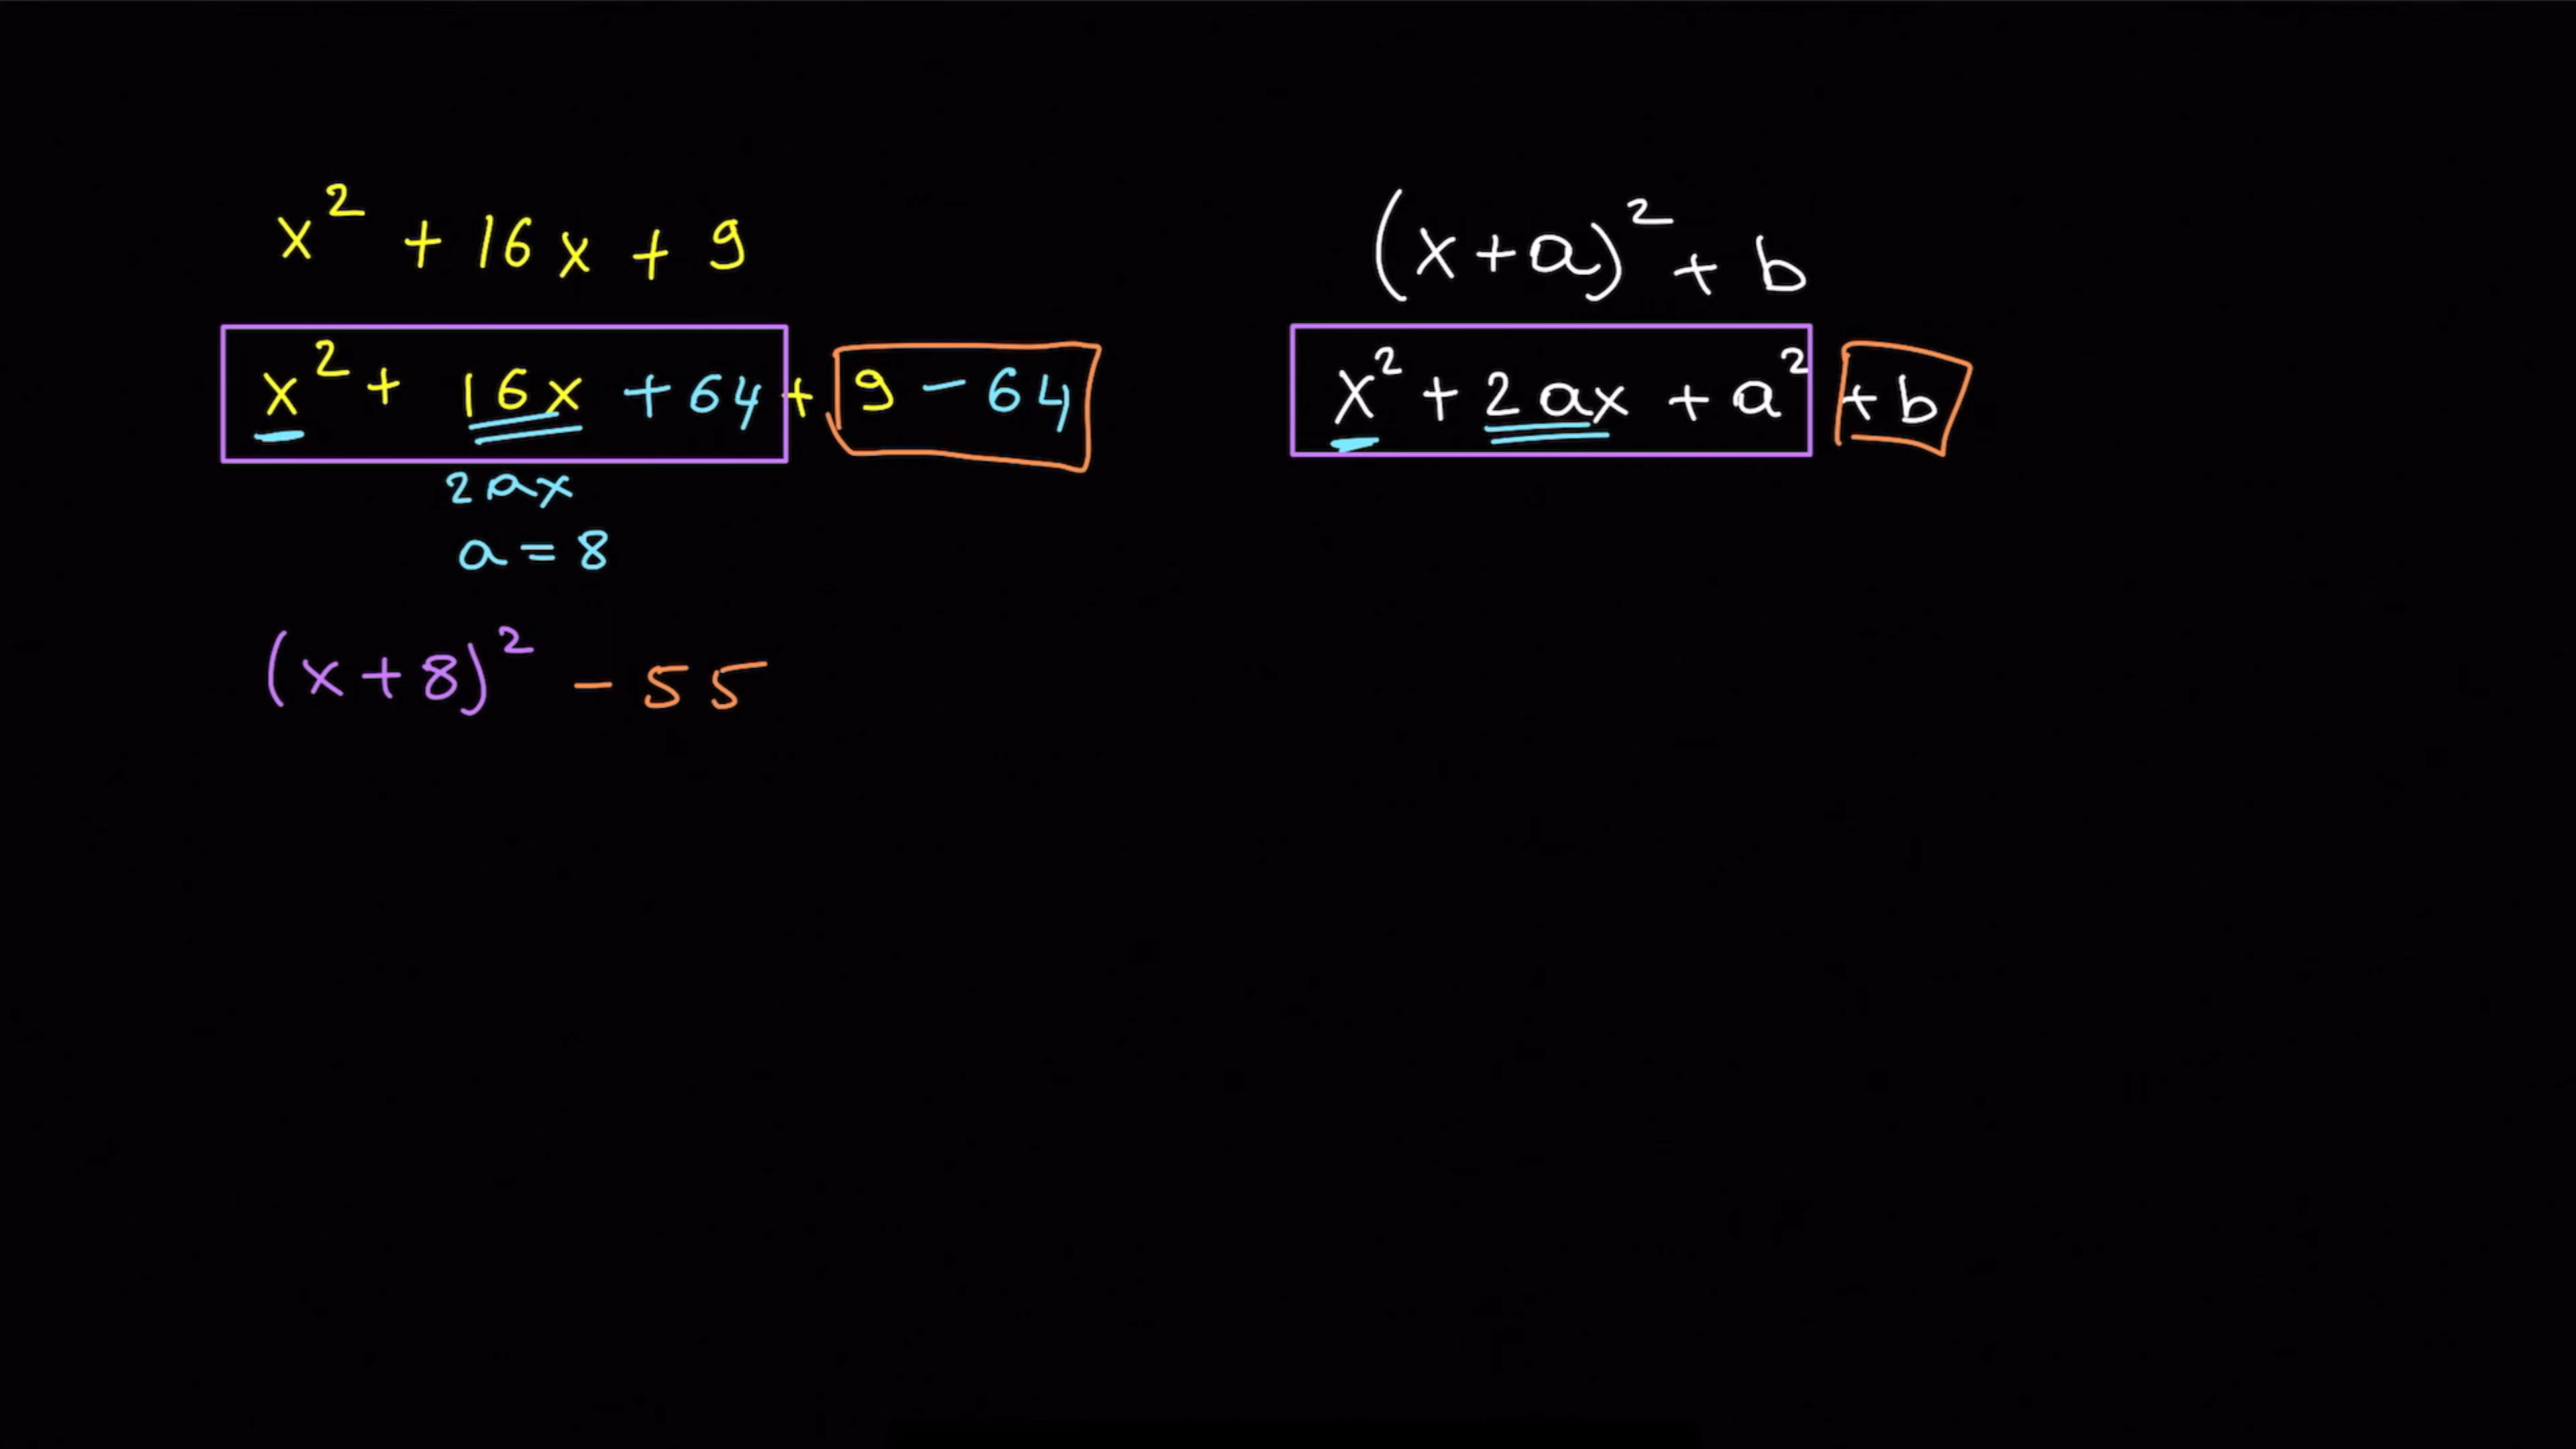 x² + 16x + 9
x² + 16x + 64 + 9 - 64
2ax
a = 8
(x+8)² - 55
(x+a)² + b
x² + 2ax + a² + b